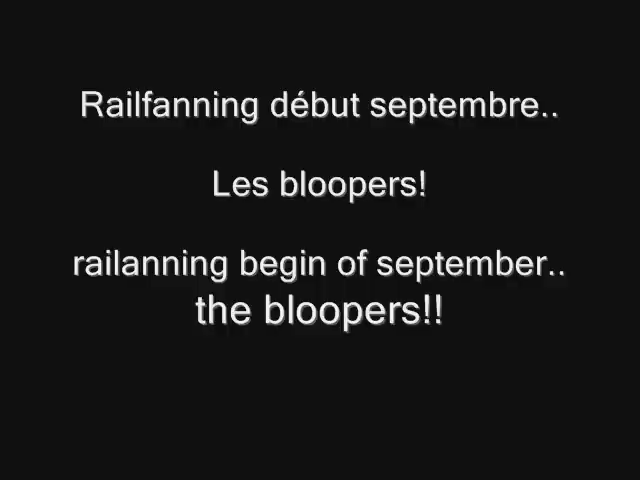 Railfanning début septembre..
Les bloopers!
railanning begin of september..
the bloopers!!